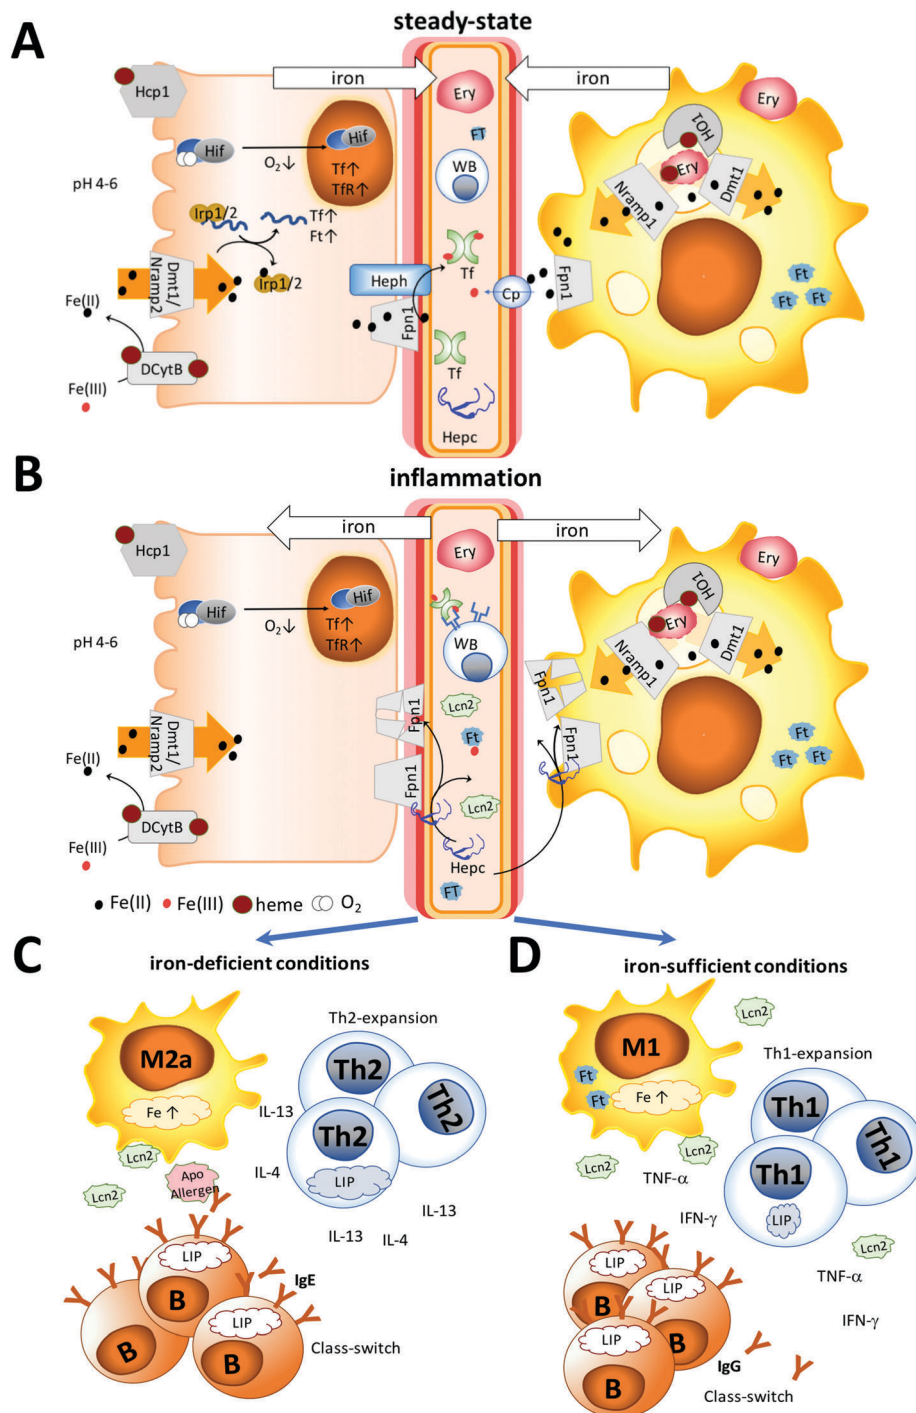 A
steady-state
iron
iron
Hcp1
Hif
O2↓
Hif
Tf↑
TfR↑
pH 4-6
Irp1/2
Tf↑
Ft↑
Irp1/2
Dmt1/
Nramp2
Fe(II)
DCytB
Fe(III)
Heph
Fpn1
Ery
FT
WB
Tf
Cp
Tf
Hepc
Ery
HO1
Ery
Nramp1
Dmt1
Fpn1
Ft
Ft
Ft
B
inflammation
iron
iron
Hcp1
Hif
O2↓
Hif
Tf↑
TfR↑
pH 4-6
Dmt1/
Nramp2
Fe(II)
DCytB
Fe(III)
Fpn1
Fpn1
Ery
WB
Lcn2
Ft
Lcn2
Hepc
FT
Ery
HO1
Ery
Nramp1
Dmt1
Fpn1
Fpn1
Ft
Ft
Ft
Fe(II) Fe(III) heme O2
C
iron-deficient conditions
M2a
Fe ↑
Lcn2
Lcn2
Apo
Allergen
Th2-expansion
Th2
Th2
Th2
LIP
IL-13
IL-4
IL-13
IL-13
IL-4
LIP
B
LIP
B
B
IgE
Class-switch
D
iron-sufficient conditions
M1
Ft
Ft
Fe ↑
Lcn2
Lcn2
Lcn2
Th1-expansion
Th1
Th1
Th1
LIP
TNF-α
IFN-γ
Lcn2
TNF-α
IFN-γ
LIP
B
LIP
B
LIP
B
IgG
Class-switch